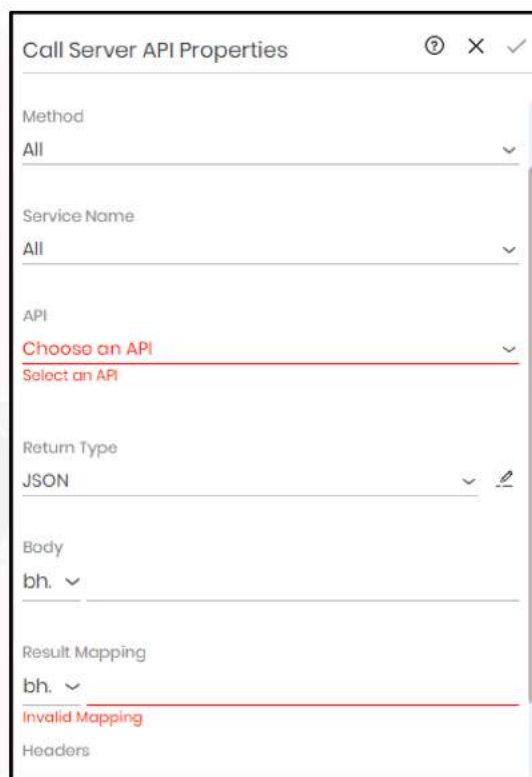 Call Server API Properties
Method
All
Service Name
All
API
Choose an API
Select an API
Return Type
JSON
Body
bh.
Result Mapping
bh.
Invalid Mapping
Headers